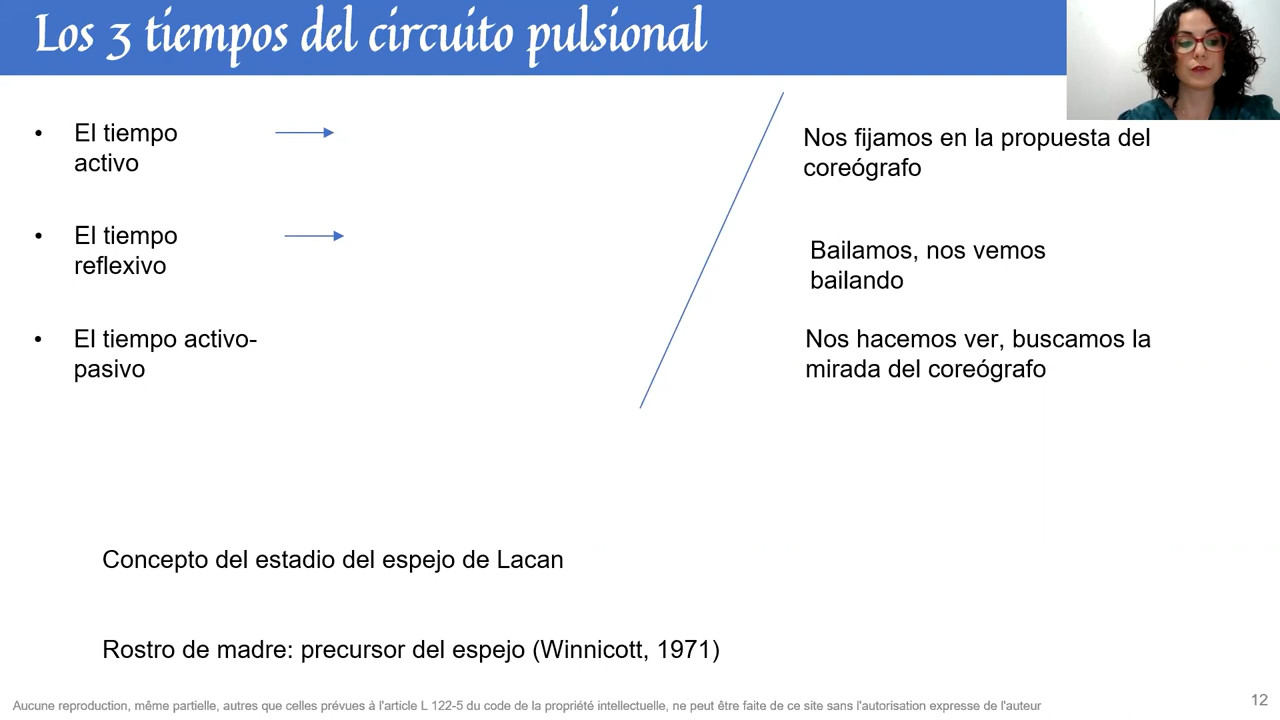 Los 3 tiempos del circuito pulsional
• El tiempo
activo
Nos fijamos en la propuesta del
coreógrafo
• El tiempo
reflexivo
Bailamos, nos vemos
bailando
• El tiempo activo-
pasivo
Nos hacemos ver, buscamos la
mirada del coreógrafo
Concepto del estadio del espejo de Lacan
Rostro de madre: precursor del espejo (Winnicott, 1971)
Aucune reproduction, même partielle, autres que celles prévues à l'article L 122-5 du code de la propriété intellectuelle, ne peut être faite de ce site sans l'autorisation expresse de l'auteur
12